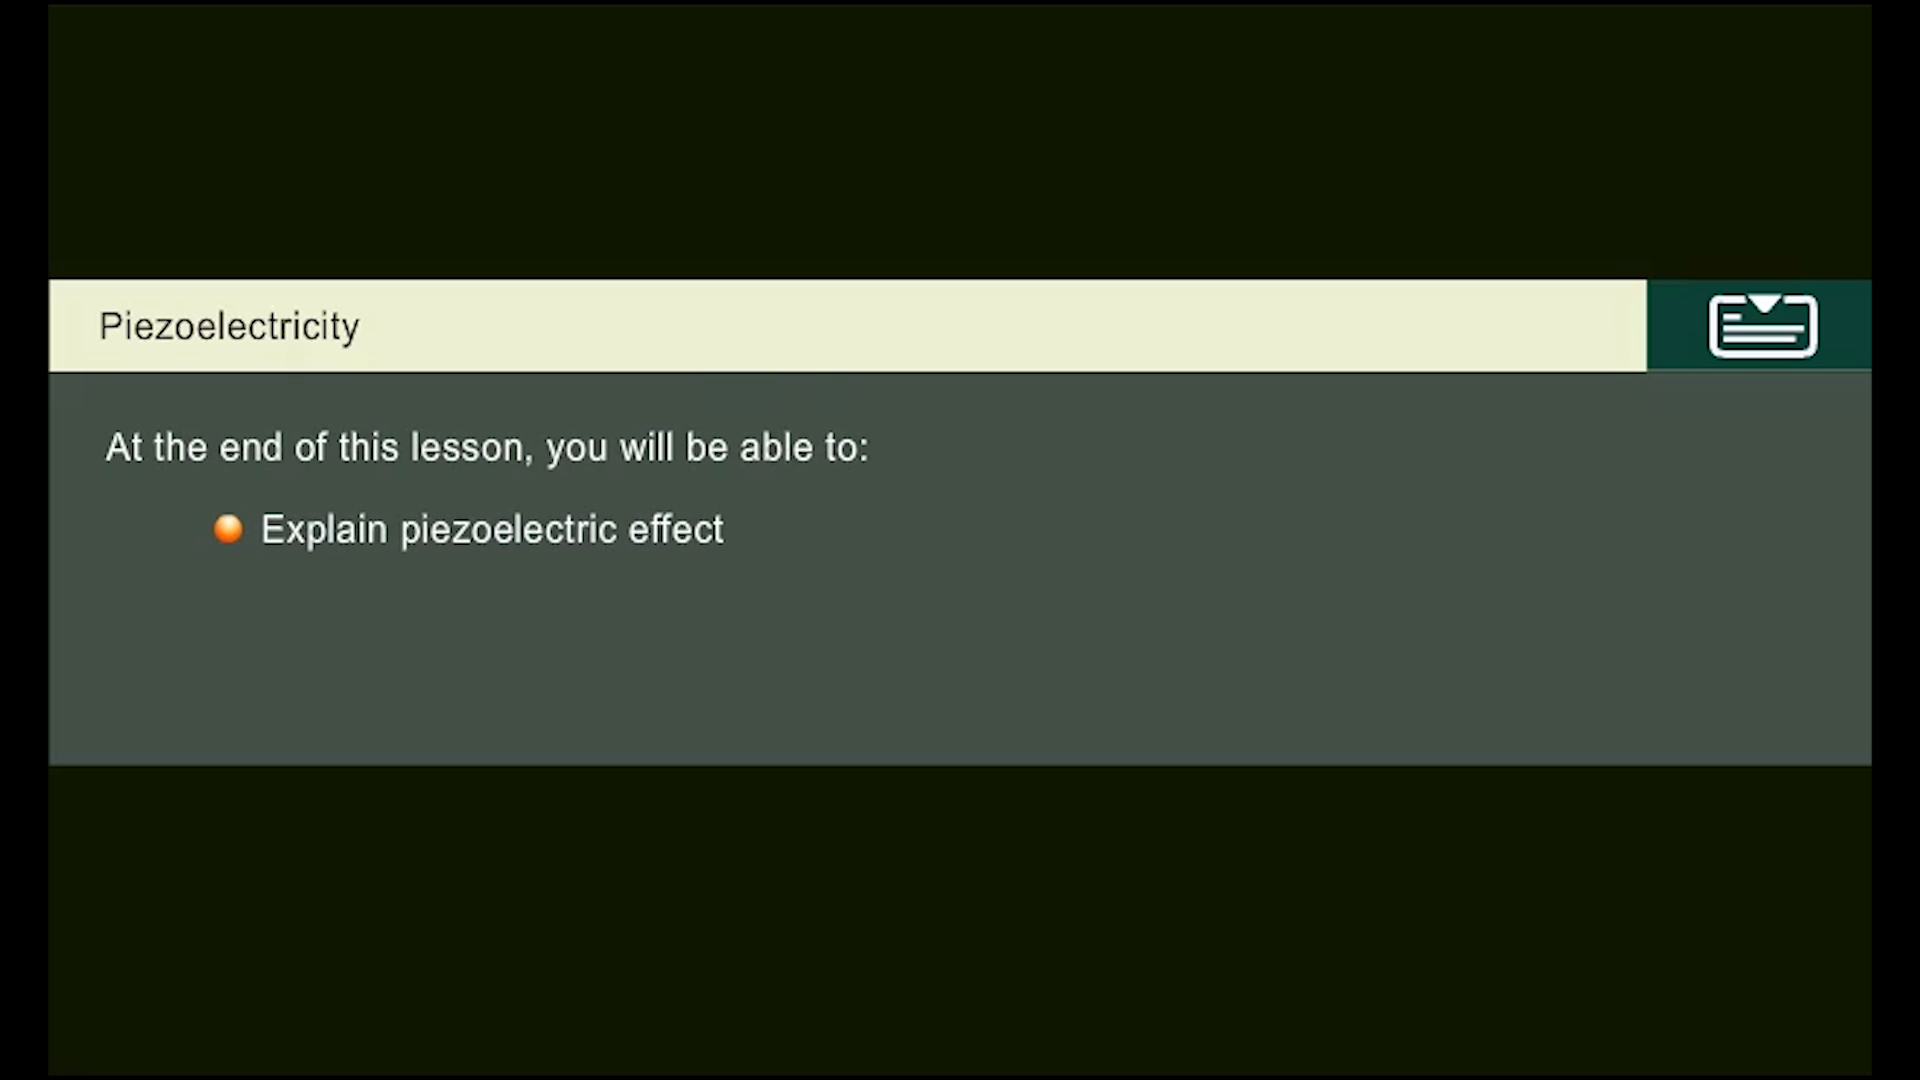 Piezoelectricity
At the end of this lesson, you will be able to:
Explain piezoelectric effect